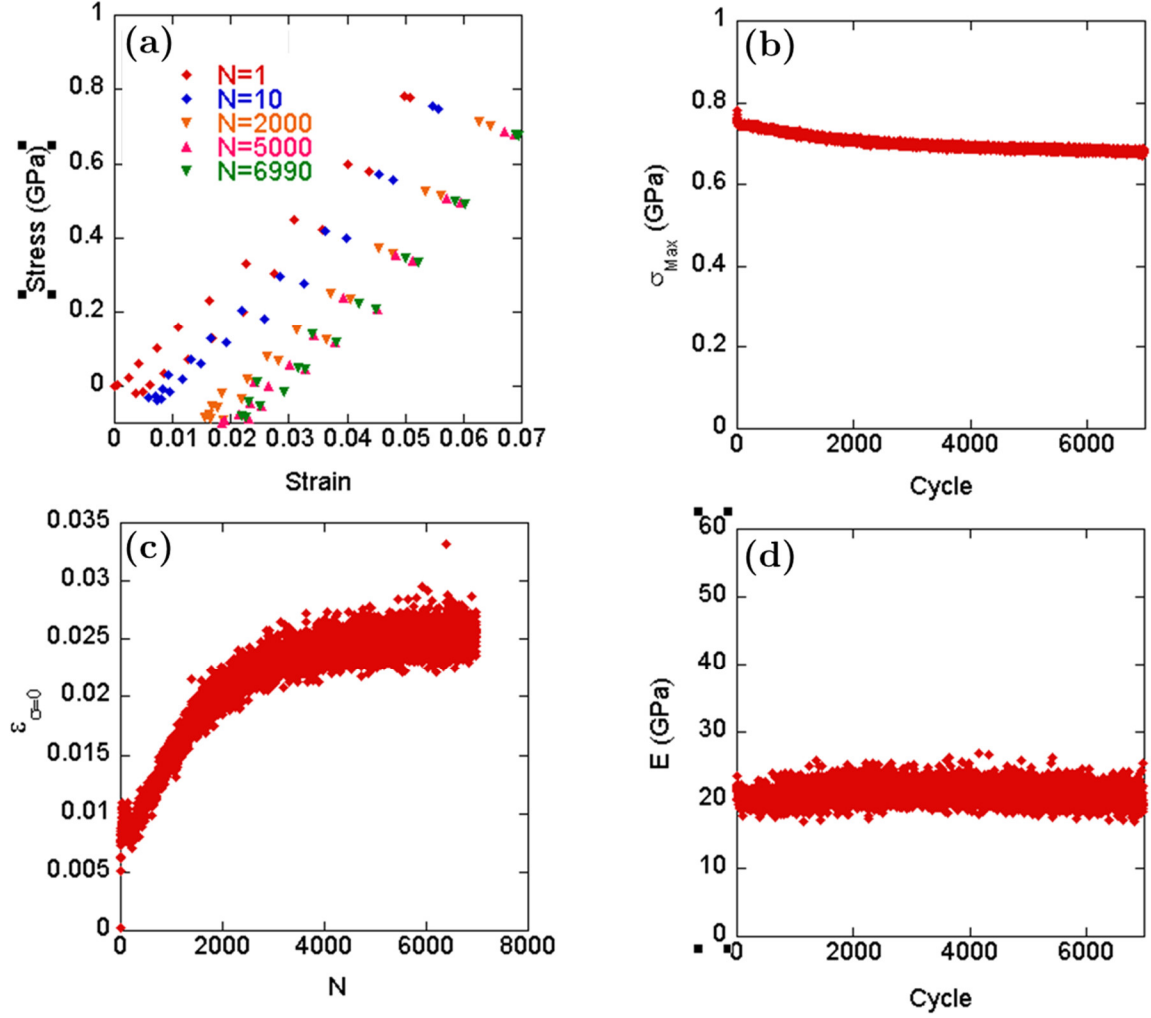 (a)
1
0.8
0.6
0.4
0.2
0
Stress (GPa)
N=1
N=10
N=2000
N=5000
N=6990
0 0.01 0.02 0.03 0.04 0.05 0.06 0.07
Strain
(b)
1
0.8
0.6
0.4
0.2
0
σMax (GPa)
0 2000 4000 6000
Cycle
(c)
0.035
0.03
0.025
0.02
0.015
0.01
0.005
0
εσ=0
0 2000 4000 6000 8000
N
(d)
60
50
40
30
20
10
0
E (GPa)
0 2000 4000 6000
Cycle